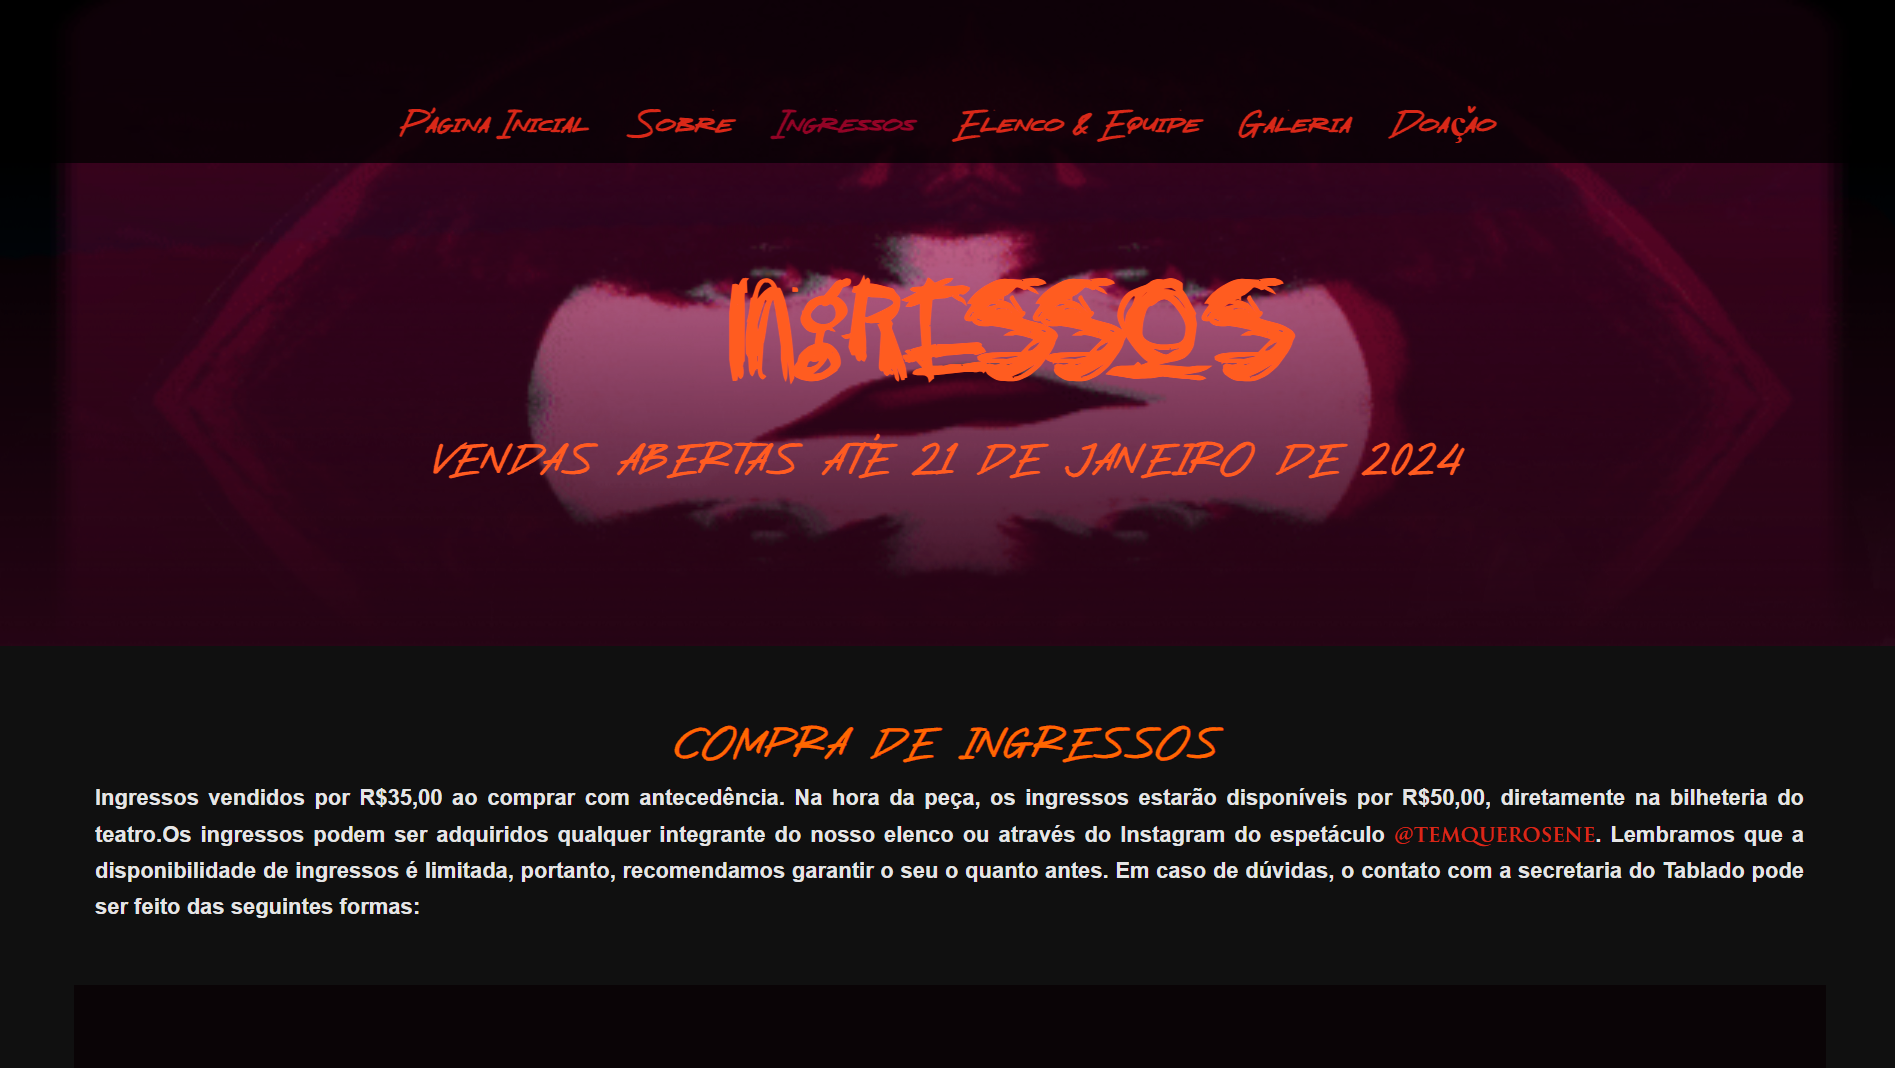 Página Inicial Sobre Ingressos Elenco & Equipe Galeria Doação
INGRESSOS
VENDAS ABERTAS ATÉ 21 DE JANEIRO DE 2024
COMPRA DE INGRESSOS
Ingressos vendidos por R$35,00 ao comprar com antecedência. Na hora da peça, os ingressos estarão disponíveis por R$50,00, diretamente na bilheteria do
teatro.Os ingressos podem ser adquiridos qualquer integrante do nosso elenco ou através do Instagram do espetáculo @TEMQUEROSENE. Lembramos que a
disponibilidade de ingressos é limitada, portanto, recomendamos garantir o seu o quanto antes. Em caso de dúvidas, o contato com a secretaria do Tablado pode
ser feito das seguintes formas: